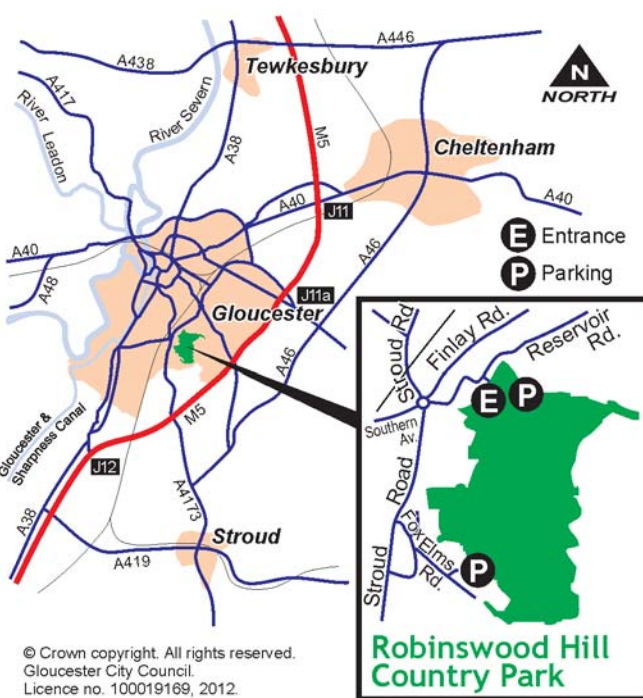 A446
A438
Tewkesbury
N
NORTH
A417
River Leadon
River Severn
A38
M5
Cheltenham
A40
J11
A40
A46
E Entrance
P Parking
A40
A48
J11a
Gloucester
A46
M5
Gloucester &
Sharpness Canal
J12
A38
A4173
Stroud
A419
Stroud Rd
Finlay Rd.
Reservoir
Rd.
E
P
Southern
Av.
Stroud Road
Fox Elms
Rd.
P
Robinswood Hill
Country Park
© Crown copyright. All rights reserved.
Gloucester City Council.
Licence no. 100019169, 2012.